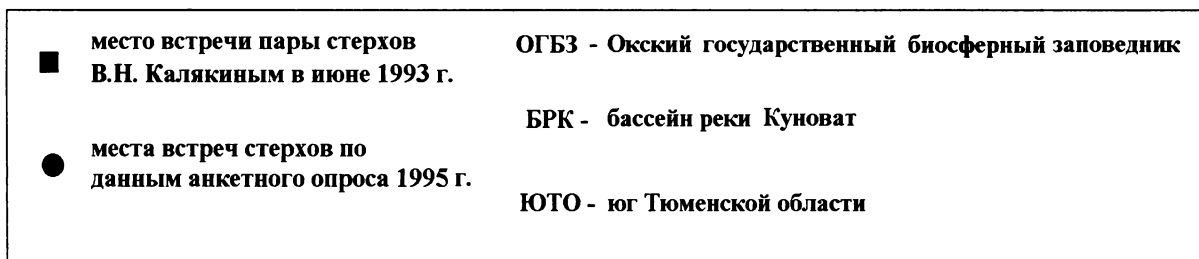 место встречи пары стерхов
В.Н. Калякиным в июне 1993 г.
места встреч стерхов по
данным анкетного опроса 1995 г.
ОГБЗ - Окский государственный биосферный заповедник
БРК - бассейн реки Куноват
ЮТО - юг Тюменской области